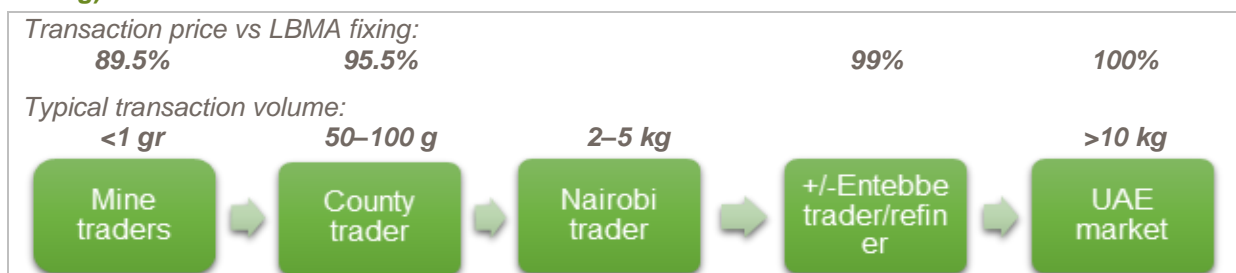 Transaction price vs LBMA fixing:
89.5% 95.5% 99% 100%
Typical transaction volume:
<1 gr 50–100 g 2–5 kg >10 kg
Mine traders
County trader
Nairobi trader
+/-Entebbe trader/refin er
UAE market